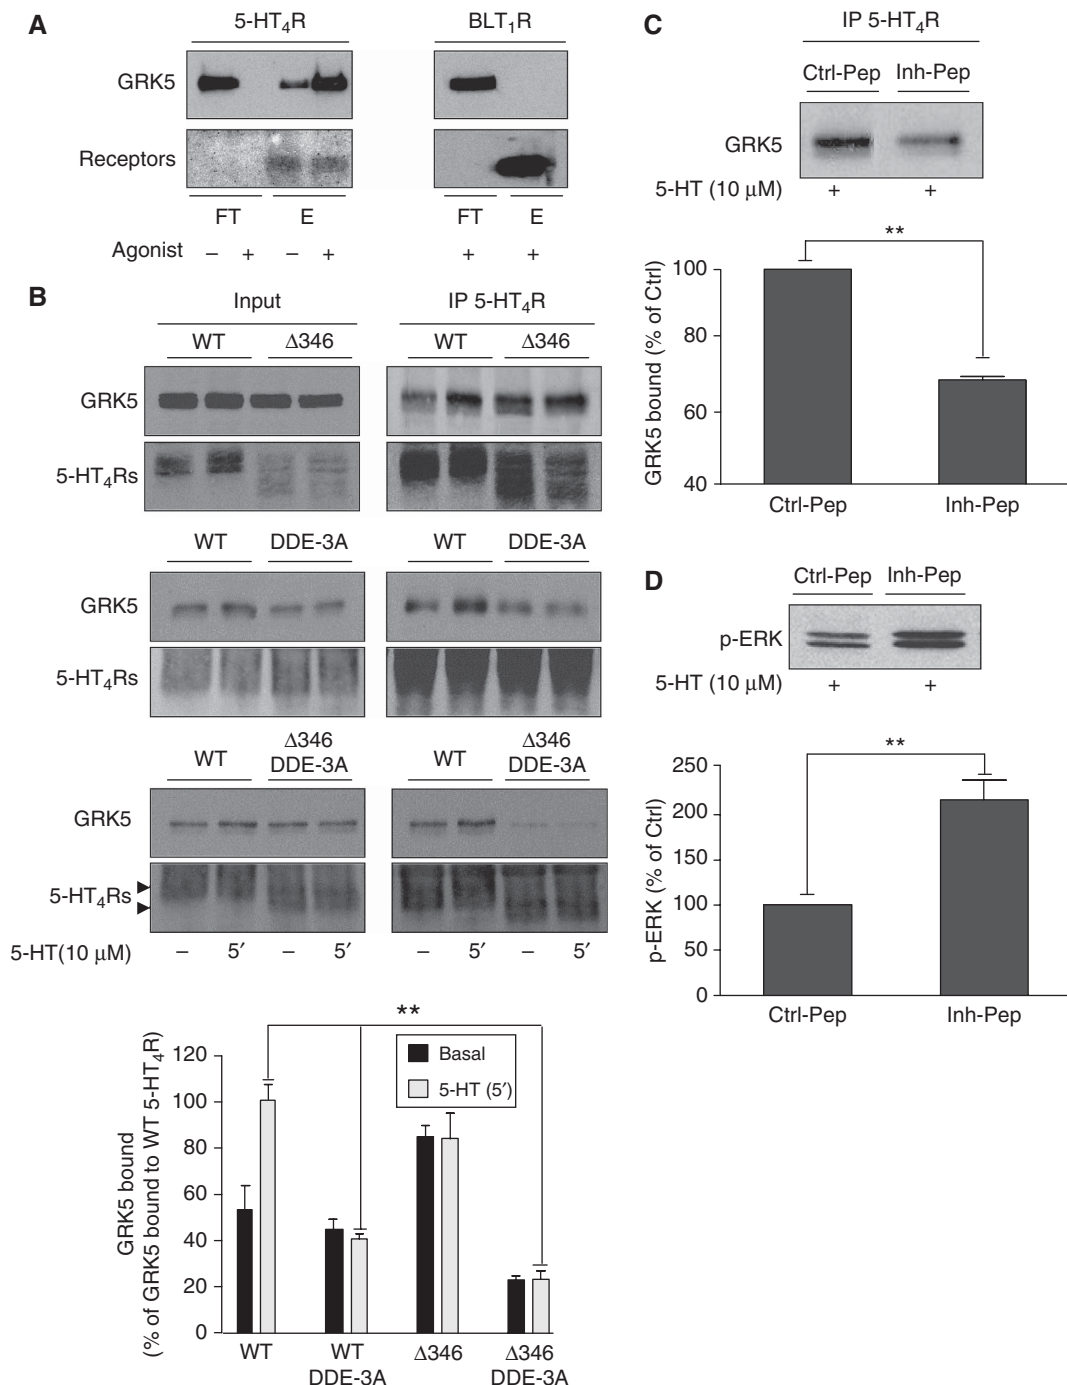 A
5-HT4R
BLT1R
GRK5
Receptors
FT
E
FT
E
Agonist
– + – + + +
B
Input
IP 5-HT4R
WT Δ346 WT Δ346
GRK5
5-HT4Rs
WT DDE-3A WT DDE-3A
GRK5
5-HT4Rs
WT Δ346 DDE-3A WT Δ346 DDE-3A
GRK5
5-HT4Rs
5-HT(10 μM) – 5′ – 5′ – 5′ – 5′
**
Basal
5-HT (5′)
GRK5 bound
(% of GRK5 bound to WT 5-HT4R)
120
100
80
60
40
20
0
WT
WT DDE-3A
Δ346
Δ346 DDE-3A
C
IP 5-HT4R
Ctrl-Pep Inh-Pep
GRK5
5-HT (10 μM) + +
**
GRK5 bound (% of Ctrl)
100
80
60
40
Ctrl-Pep Inh-Pep
D
Ctrl-Pep Inh-Pep
p-ERK
5-HT (10 μM) + +
**
p-ERK (% of Ctrl)
250
200
150
100
50
0
Ctrl-Pep Inh-Pep